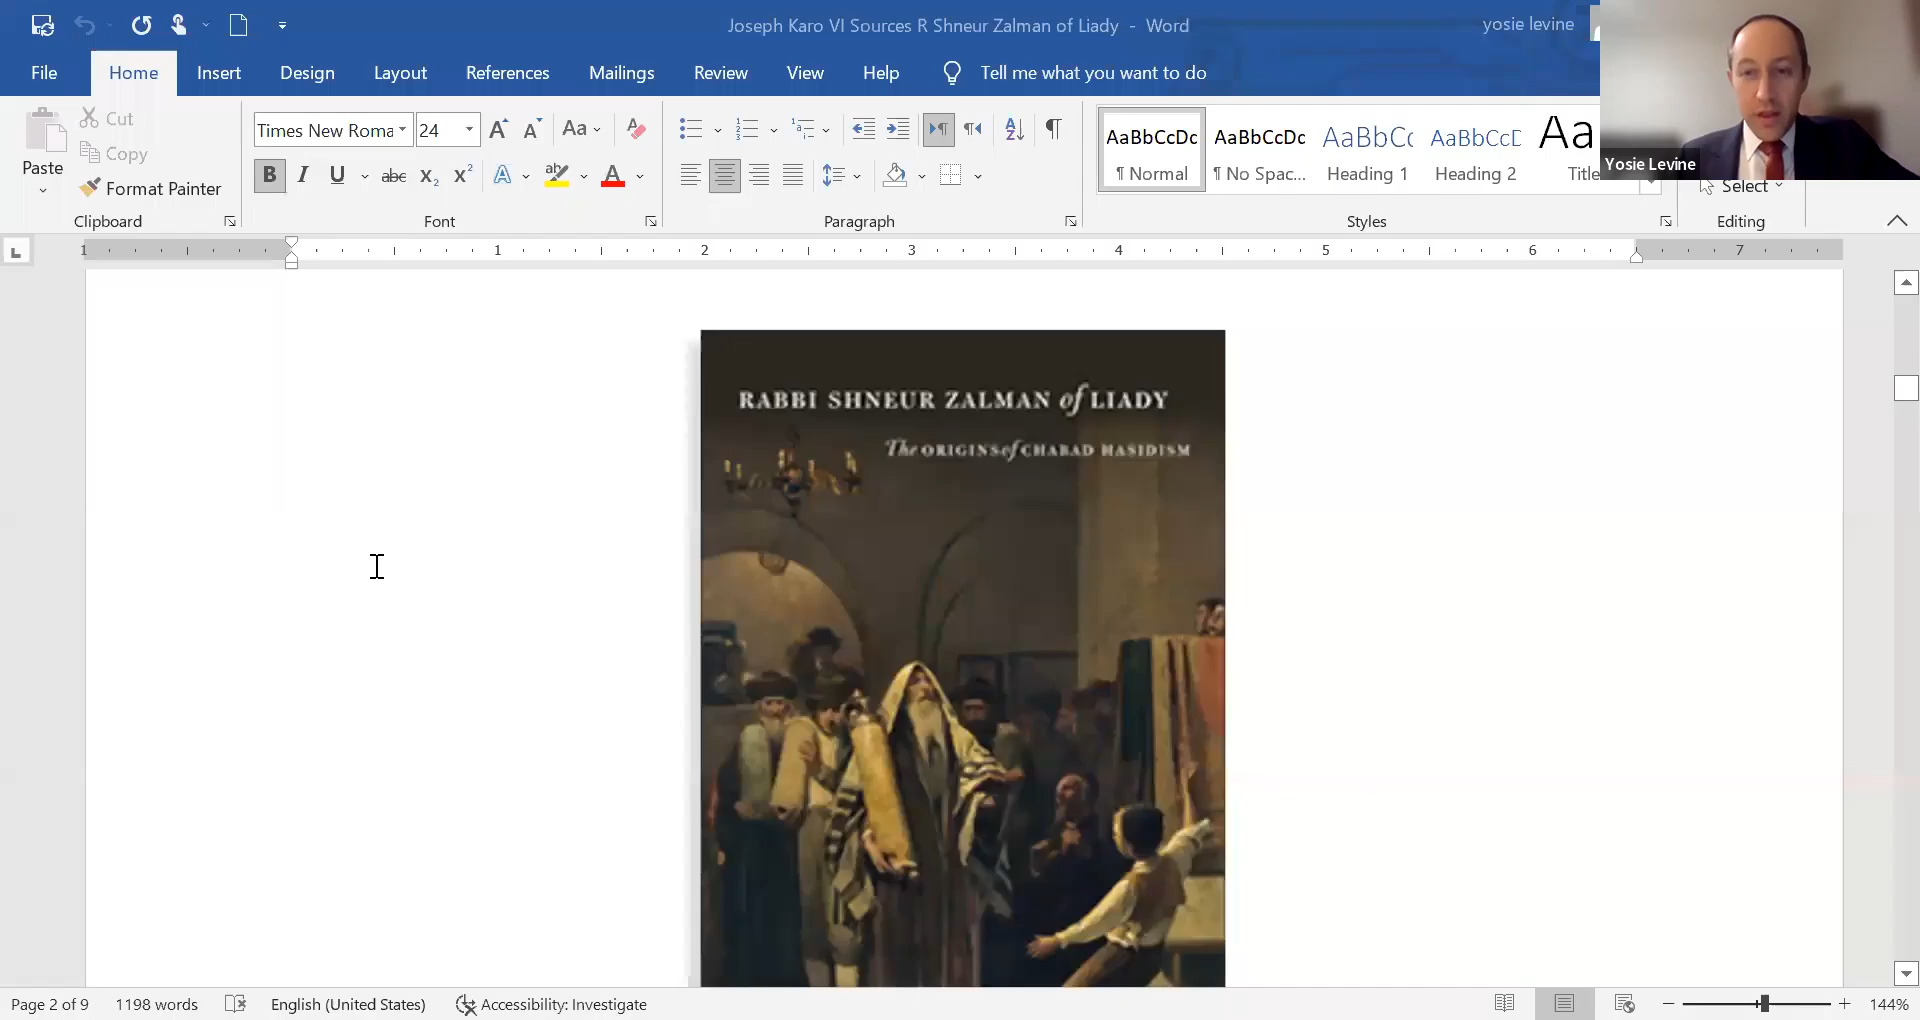 Joseph Karo VI Sources R Shneur Zalman of Liady - Word
yosie levine
File Home Insert Design Layout References Mailings Review View Help Tell me what you want to do
Paste
Cut
Copy
Format Painter
Clipboard
Times New Roma 24
Font
Paragraph
AaBbCcDc AaBbCcDc AaBbCc AaBbCcD Aa
¶ Normal ¶ No Spac... Heading 1 Heading 2 Title
Styles
Select
Editing
Yosie Levine
1 1 2 3 4 5 6 7
RABBI SHNEUR ZALMAN of LIADY
The ORIGINS of CHABAD HASIDISM
Page 2 of 9 1198 words English (United States) Accessibility: Investigate 144%